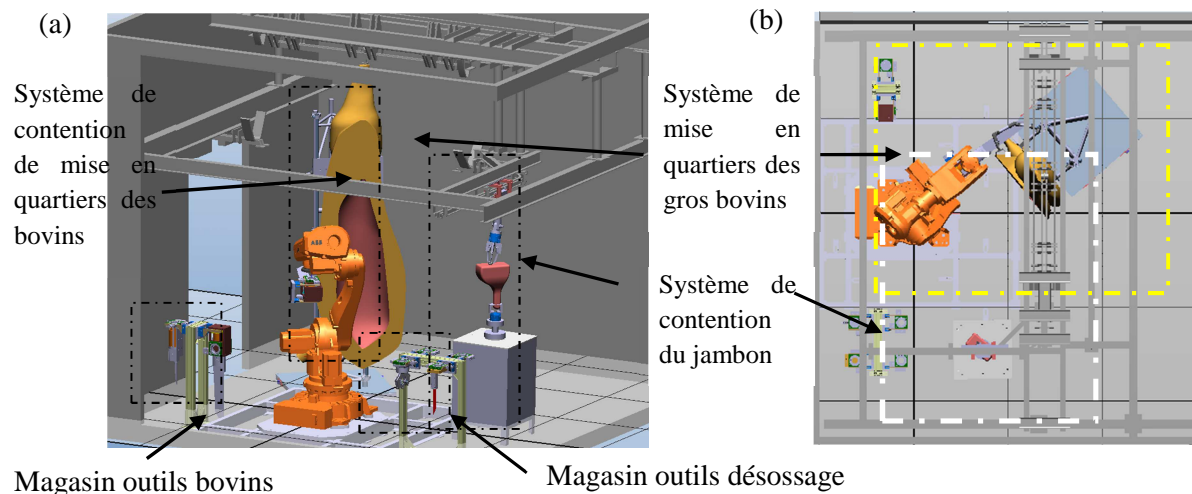 (a)
Système de
contention
de mise en
quartiers des
bovins
ABB
Magasin outils bovins
Magasin outils désossage
(b)
Système de
mise en
quartiers des
gros bovins
Système de
contention
du jambon